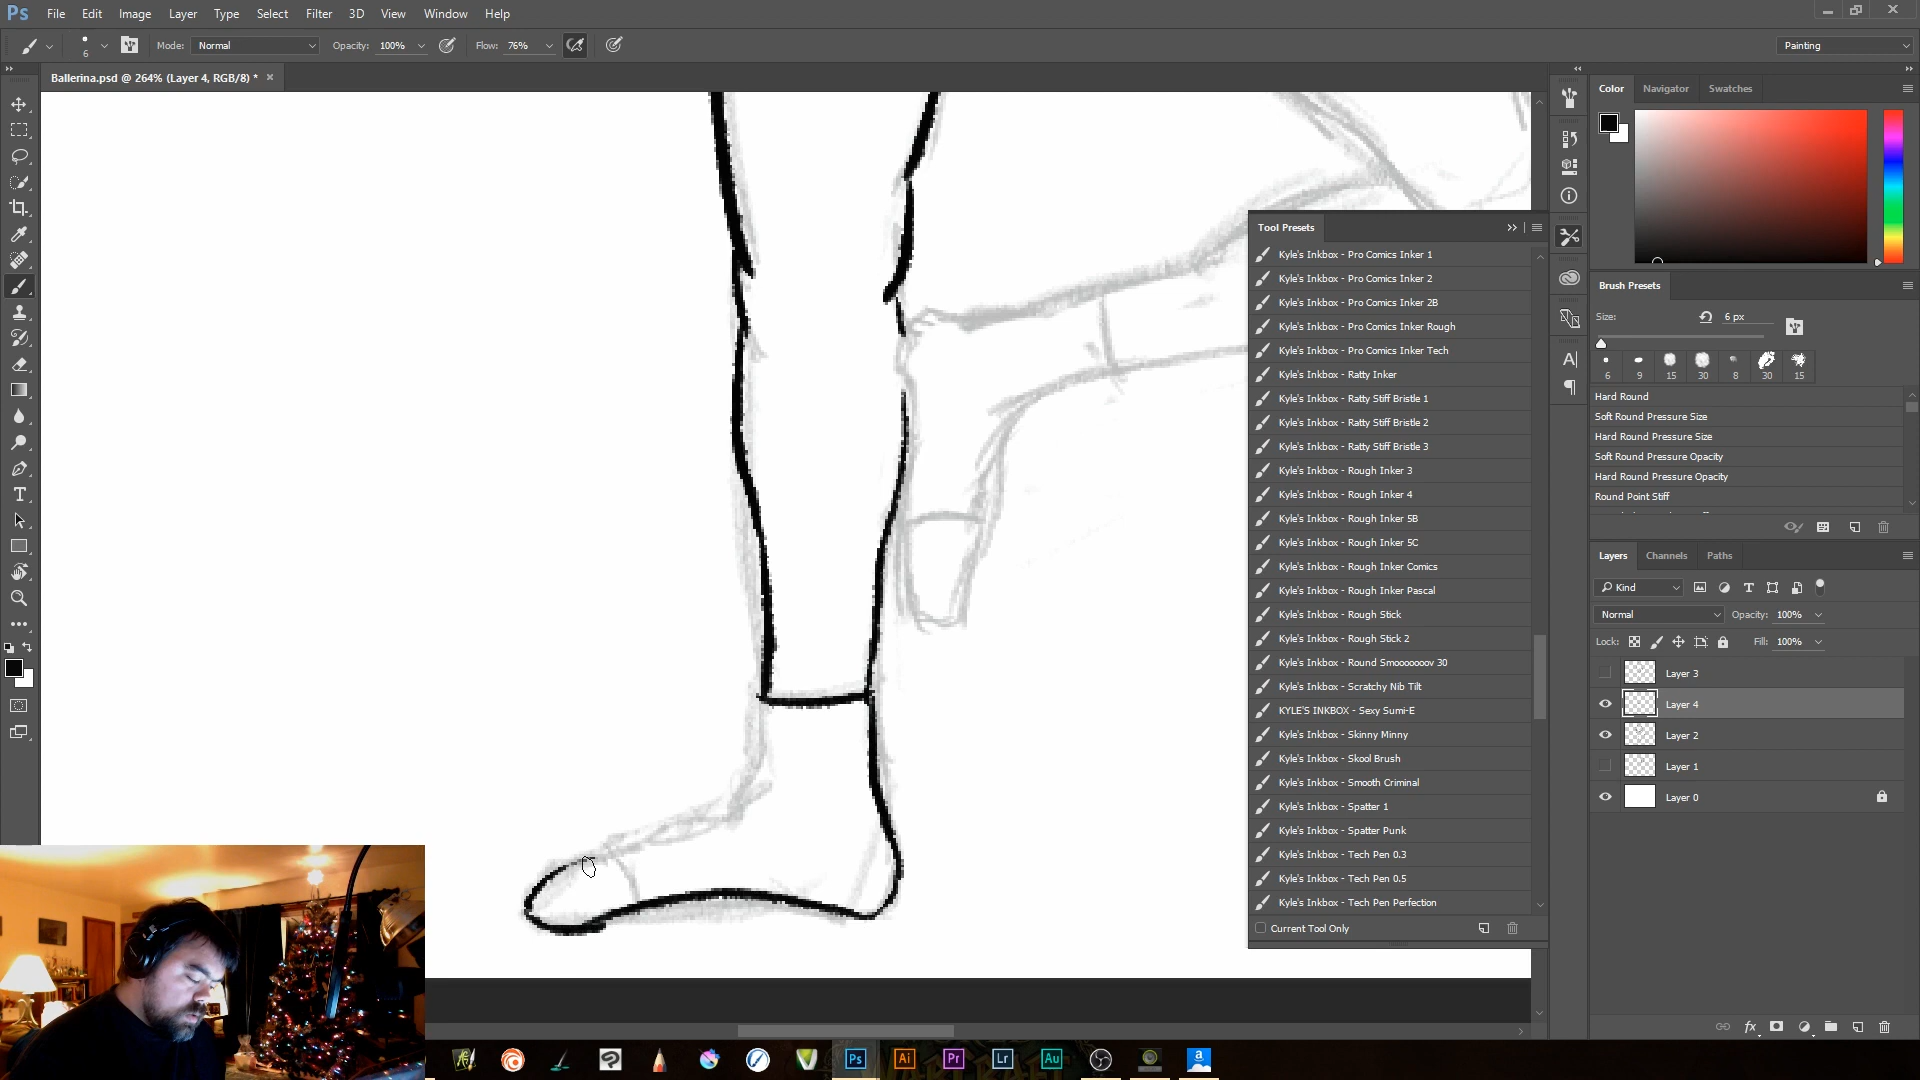 Ps File Edit Image Layer Type Select Filter 3D View Window Help
6 Mode: Normal Opacity: 100% Flow: 76% Painting
Ballerina.psd @ 264% (Layer 4, RGB/8) *
Color Navigator Swatches
Tool Presets
Kyle's Inkbox - Pro Comics Inker 1
Kyle's Inkbox - Pro Comics Inker 2
Kyle's Inkbox - Pro Comics Inker 2B
Kyle's Inkbox - Pro Comics Inker Rough
Kyle's Inkbox - Pro Comics Inker Tech
Kyle's Inkbox - Ratty Inker
Kyle's Inkbox - Ratty Stiff Bristle 1
Kyle's Inkbox - Ratty Stiff Bristle 2
Kyle's Inkbox - Ratty Stiff Bristle 3
Kyle's Inkbox - Rough Inker 3
Kyle's Inkbox - Rough Inker 4
Kyle's Inkbox - Rough Inker 5B
Kyle's Inkbox - Rough Inker 5C
Kyle's Inkbox - Rough Inker Comics
Kyle's Inkbox - Rough Inker Pascal
Kyle's Inkbox - Rough Stick
Kyle's Inkbox - Rough Stick 2
Kyle's Inkbox - Round Smooooooov 30
Kyle's Inkbox - Scratchy Nib Tilt
KYLE'S INKBOX - Sexy Sumi-E
Kyle's Inkbox - Skinny Minny
Kyle's Inkbox - Skool Brush
Kyle's Inkbox - Smooth Criminal
Kyle's Inkbox - Spatter 1
Kyle's Inkbox - Spatter Punk
Kyle's Inkbox - Tech Pen 0.3
Kyle's Inkbox - Tech Pen 0.5
Kyle's Inkbox - Tech Pen Perfection
Current Tool Only
Brush Presets
Size: 6 px
6 9 15 30 8 30 15
Hard Round
Soft Round Pressure Size
Hard Round Pressure Size
Soft Round Pressure Opacity
Hard Round Pressure Opacity
Round Point Stiff
Layers Channels Paths
Kind
Normal Opacity: 100%
Lock: Fill: 100%
Layer 3
Layer 4
Layer 2
Layer 1
Layer 0
fx
Ps Ai Pr Lr Au a